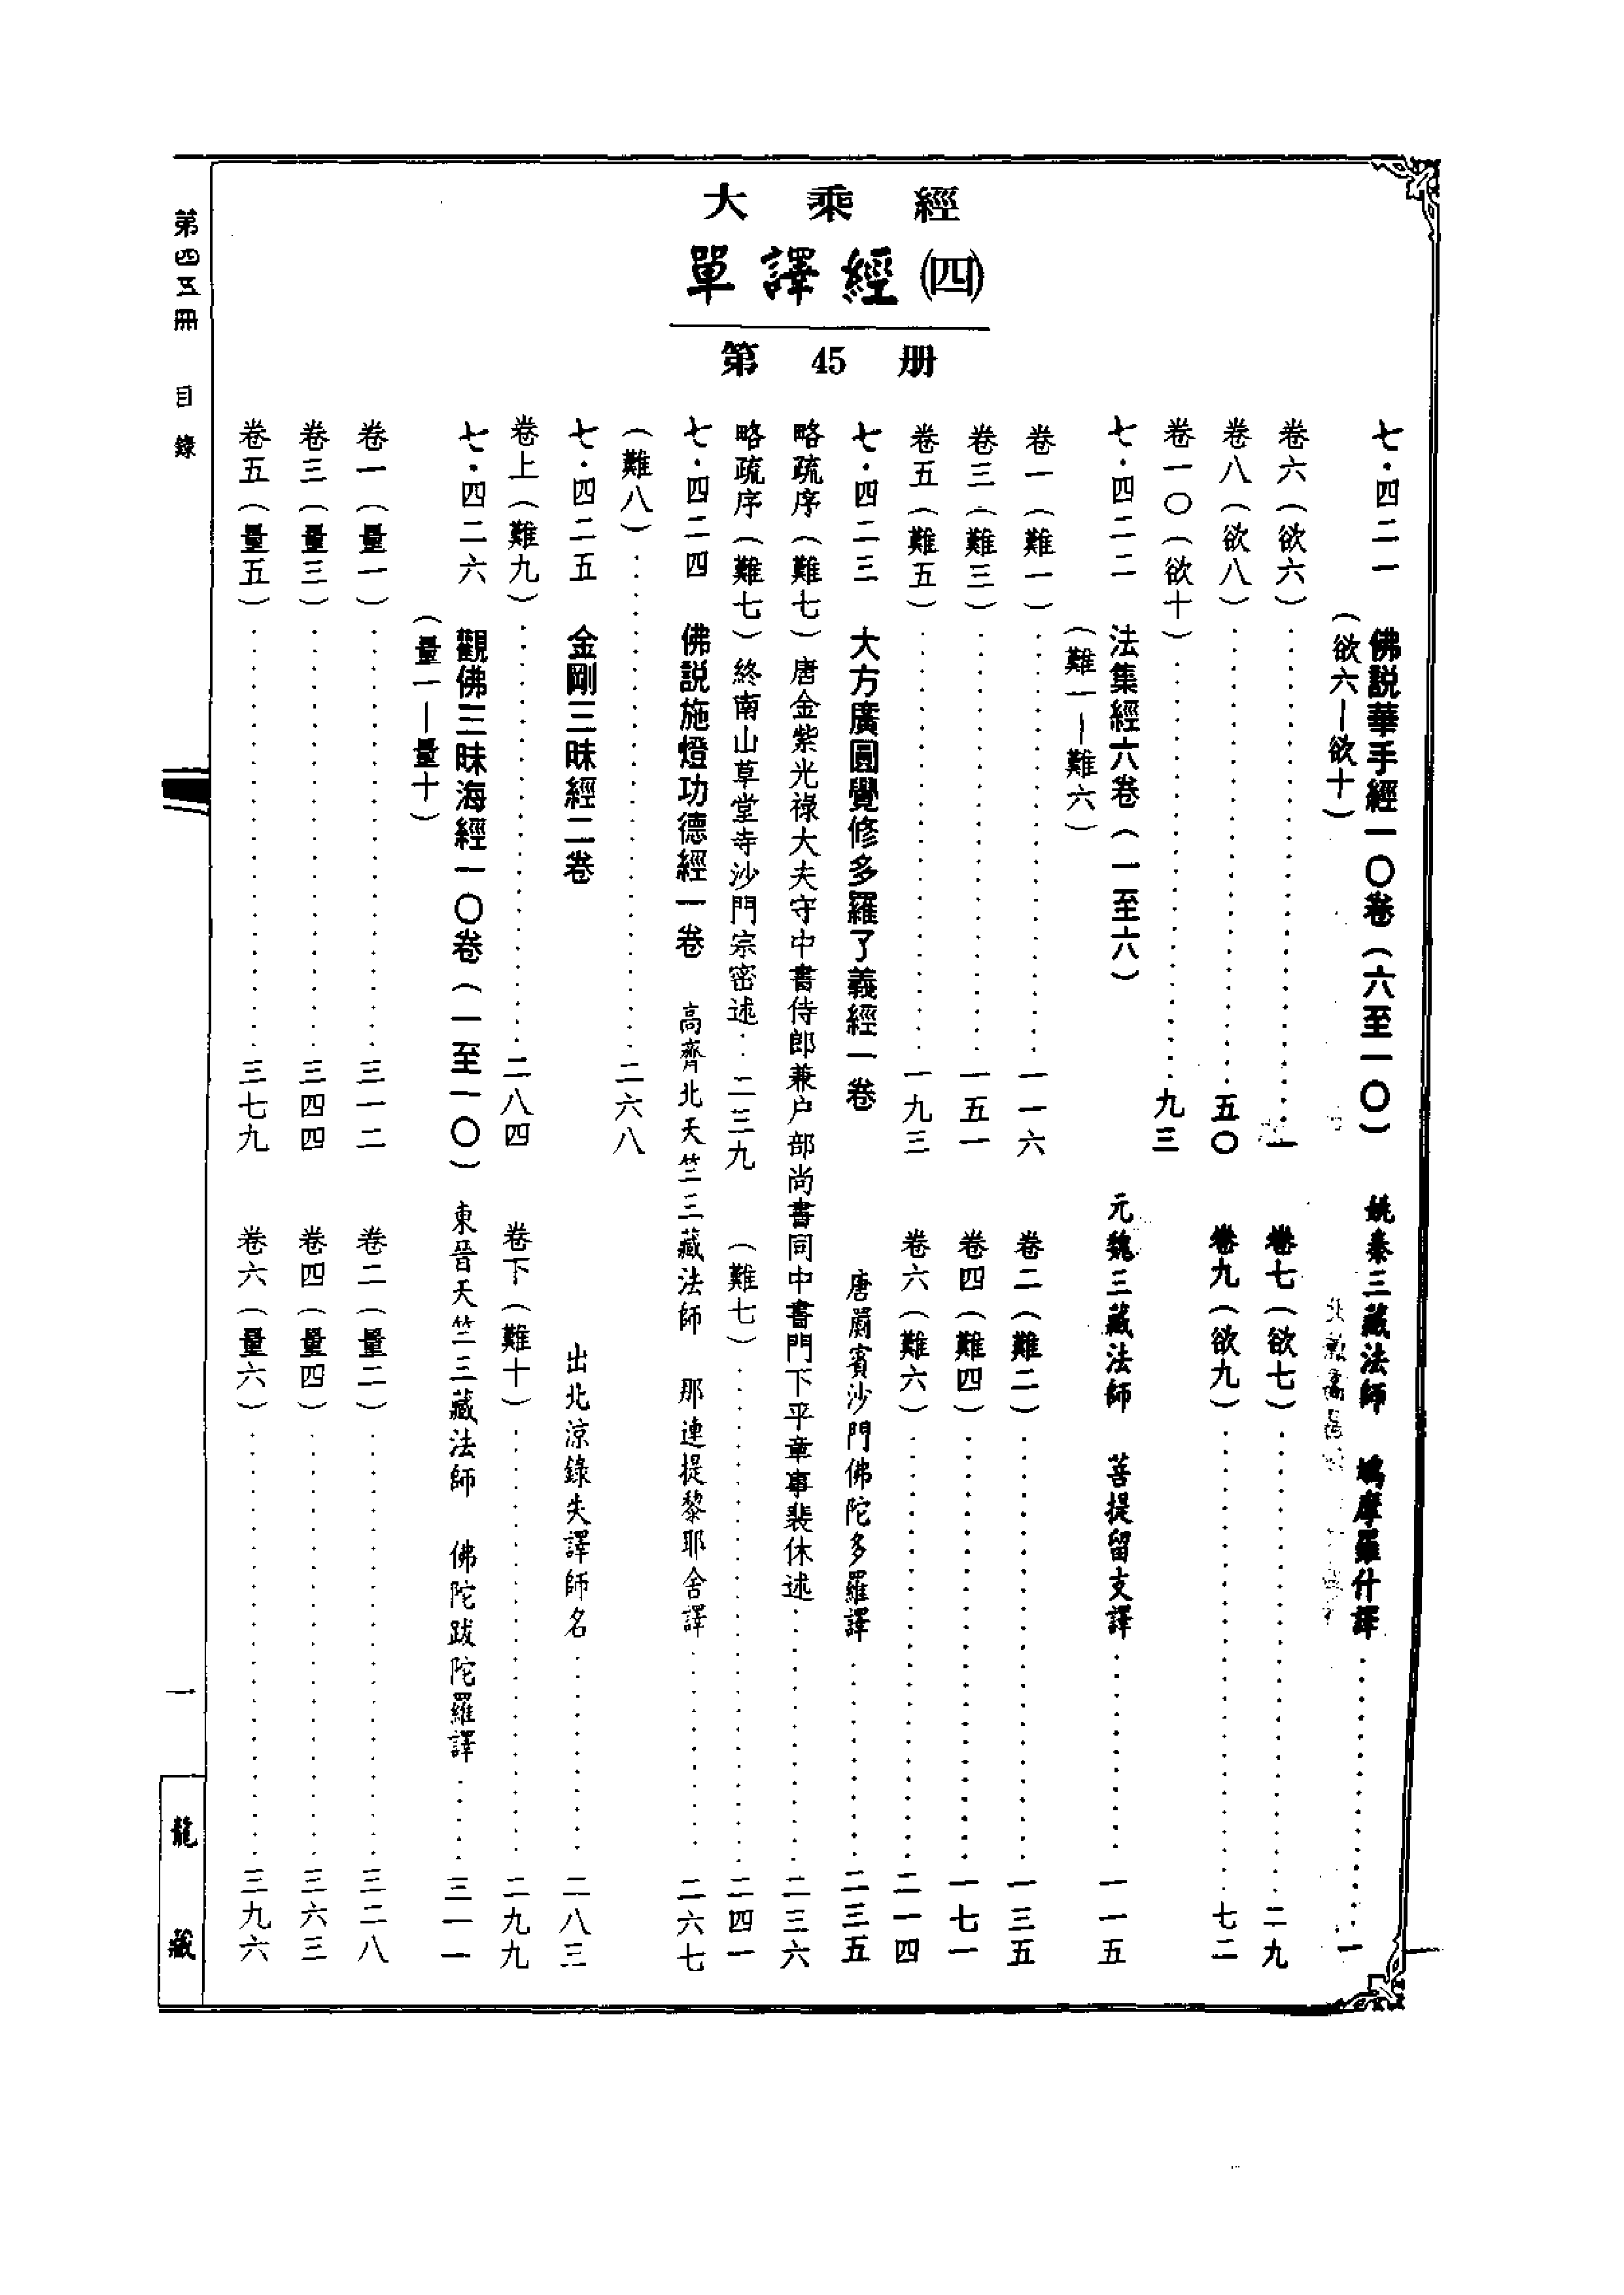 大乘經
單譯經㈣
第45册
七·四二一　佛説華手經一〇卷（六至一〇）　姚秦三藏法師　鳩摩羅什譯……一
（欲六—欲十）
卷六（欲六）……一　卷七（欲七）……二九
卷八（欲八）……五〇　卷九（欲九）……七二
卷一〇（欲十）……九三
七·四二二　法集經六卷（一至六）　元魏三藏法師　菩提留支譯……一一五
（難一—難六）
卷一（難一）……一一六　卷二（難二）……一三五
卷三（難三）……一五一　卷四（難四）……一七一
卷五（難五）……一九三　卷六（難六）……二一四
七·四二三　大方廣圓覺修多羅了義經一卷　唐罽賓沙門佛陀多羅譯……二三五
略疏序（難七）唐金紫光祿大夫守中書侍郎兼户部尚書同中書門下平章事裴休述……二三六
略疏序（難七）終南山草堂寺沙門宗密述‥二三九　（難七）……二四一
七·四二四　佛説施燈功德經一卷　高齊北天竺三藏法師　那連提黎耶舍譯……二六七
（難八）……二六八
七·四二五　金剛三昧經二卷　出北涼錄失譯師名……二八三
卷上（難九）……二八四　卷下（難十）……二九九
七·四二六　觀佛三昧海經一〇卷（一至一〇）東晉天竺三藏法師　佛陀跋陀羅譯……三一一
（量一—量十）
卷一（量一）……三一二　卷二（量二）……三二八
卷三（量三）……三四四　卷四（量四）……三六三
卷五（量五）……三七九　卷六（量六）……三九六
第四五冊　目錄
一
龍藏